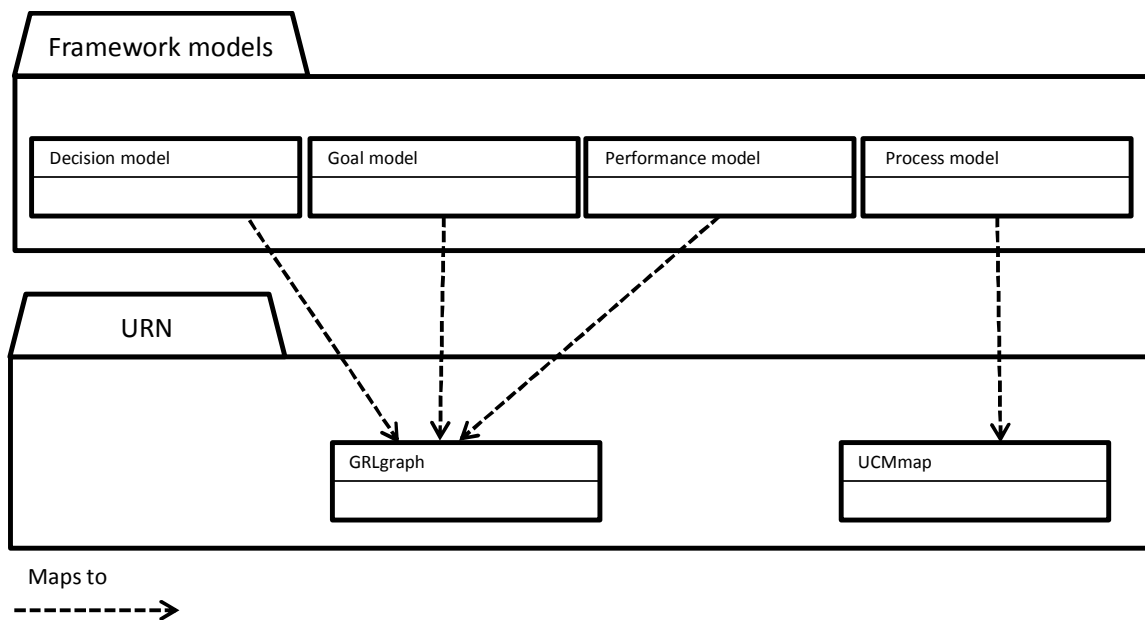 Framework models
Decision model
Goal model
Performance model
Process model
URN
GRLgraph
UCMmap
Maps to